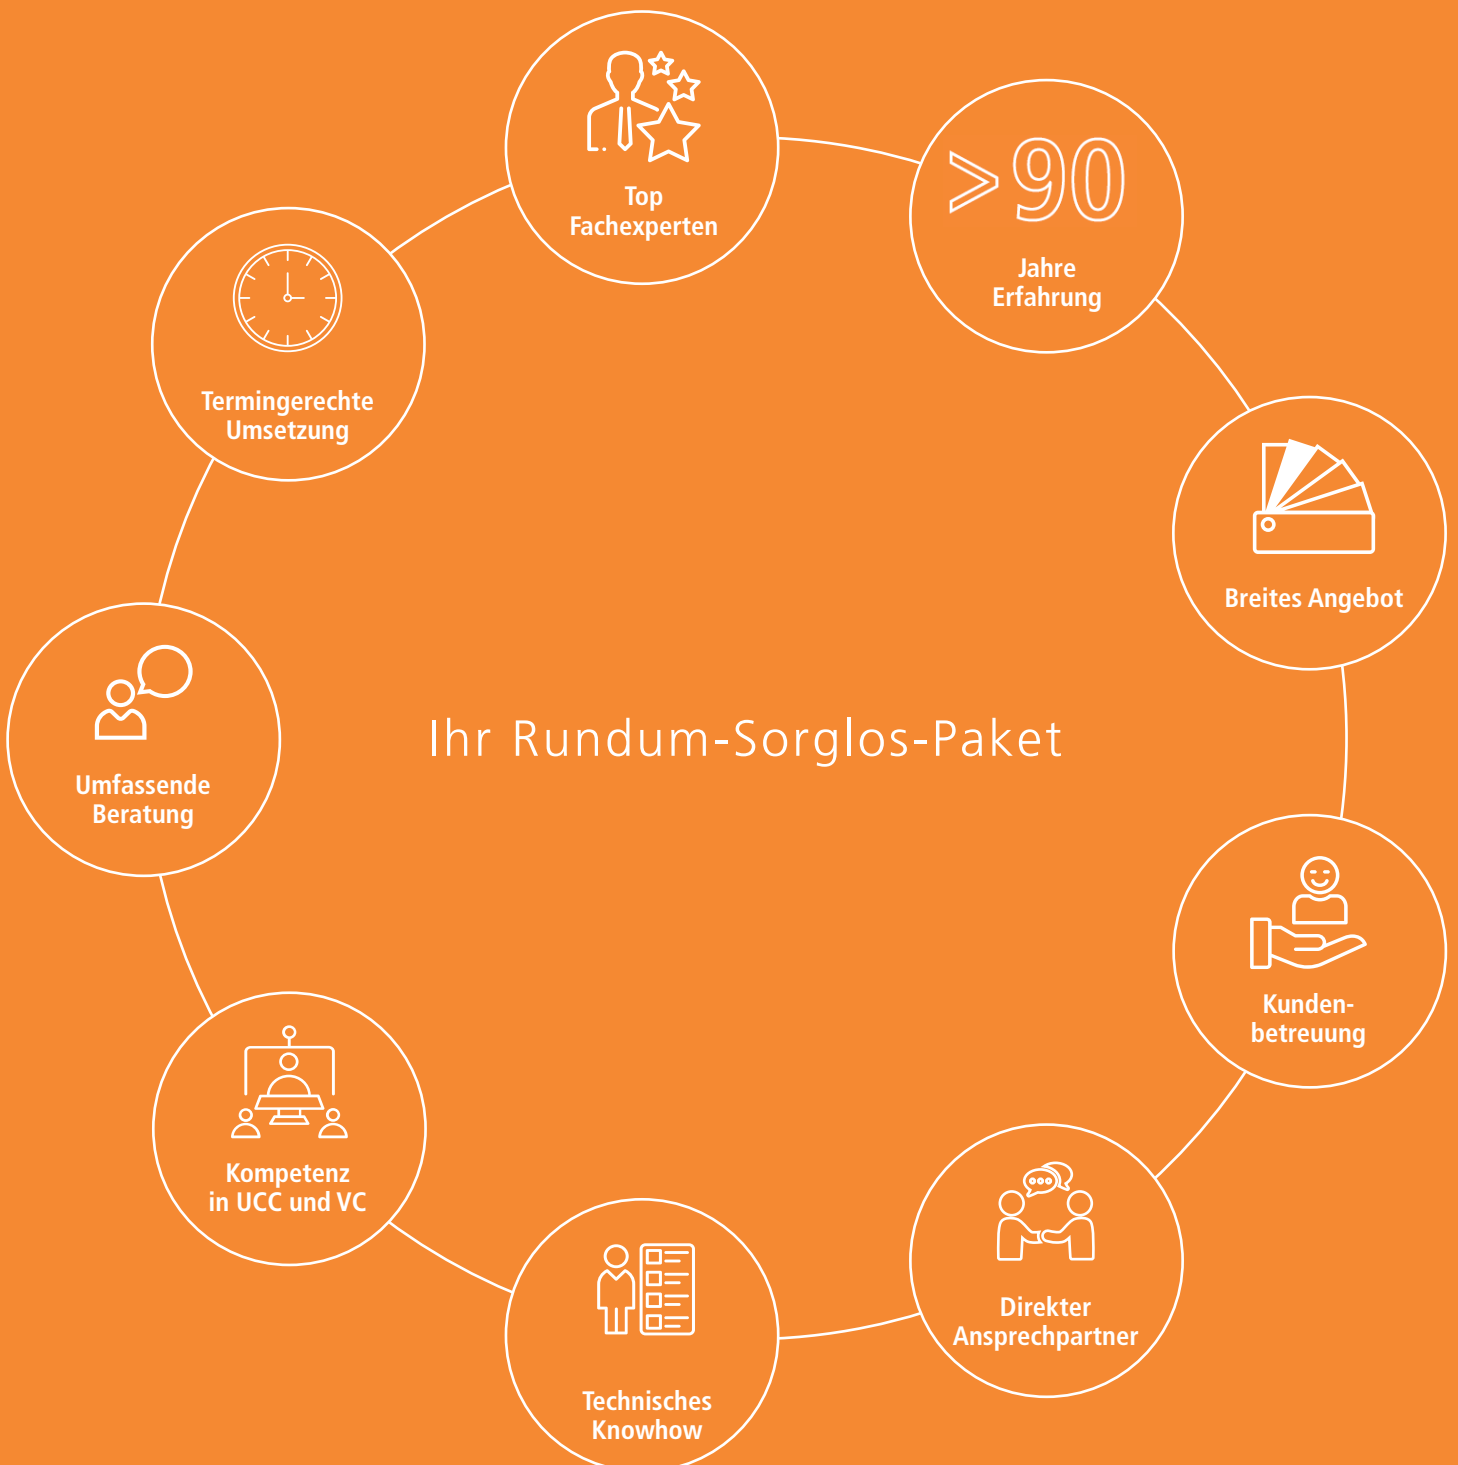 Top
Fachexperten
> 90
Jahre
Erfahrung
Breites Angebot
Kunden-
betreuung
Direkter
Ansprechpartner
Technisches
Knowhow
Kompetenz
in UCC und VC
Umfassende
Beratung
Termingerechte
Umsetzung
Ihr Rundum-Sorglos-Paket